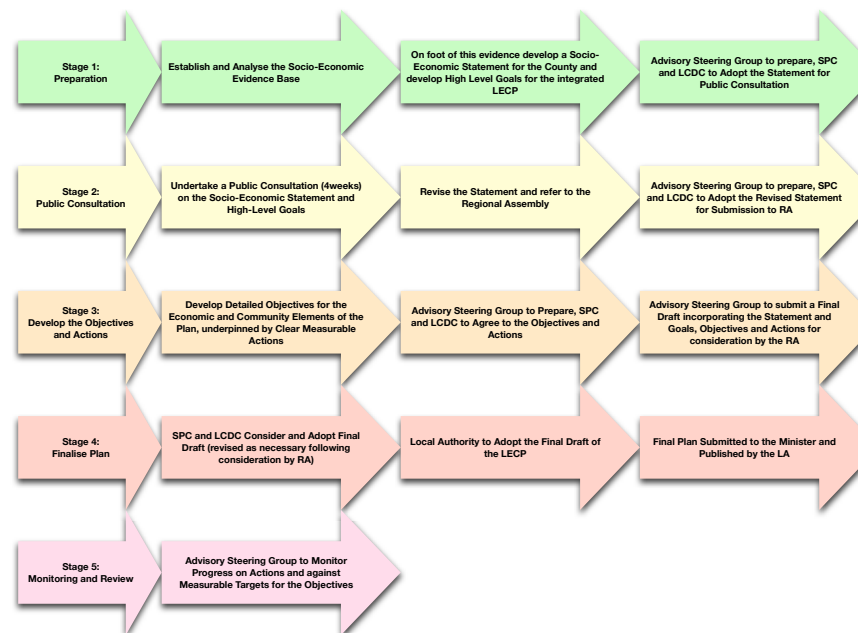 Stage 1:
Preparation
Establish and Analyse the Socio-Economic
Evidence Base
On foot of this evidence develop a Socio-
Economic Statement for the County and
develop High Level Goals for the integrated
LECP
Advisory Steering Group to prepare, SPC
and LCDC to Adopt the Statement for
Public Consultation
Stage 2:
Public Consultation
Undertake a Public Consultation (4weeks)
on the Socio-Economic Statement and
High-Level Goals
Revise the Statement and refer to the
Regional Assembly
Advisory Steering Group to prepare, SPC
and LCDC to Adopt the Revised Statement
for Submission to RA
Stage 3:
Develop the Objectives
and Actions
Develop Detailed Objectives for the
Economic and Community Elements of the
Plan, underpinned by Clear Measurable
Actions
Advisory Steering Group to Prepare, SPC
and LCDC to Agree to the Objectives and
Actions
Advisory Steering Group to submit a Final
Draft incorporating the Statement and
Goals, Objectives and Actions for
consideration by the RA
Stage 4:
Finalise Plan
SPC and LCDC Consider and Adopt Final
Draft (revised as necessary following
consideration by RA)
Local Authority to Adopt the Final Draft of
the LECP
Final Plan Submitted to the Minister and
Published by the LA
Stage 5:
Monitoring and Review
Advisory Steering Group to Monitor
Progress on Actions and against
Measurable Targets for the Objectives